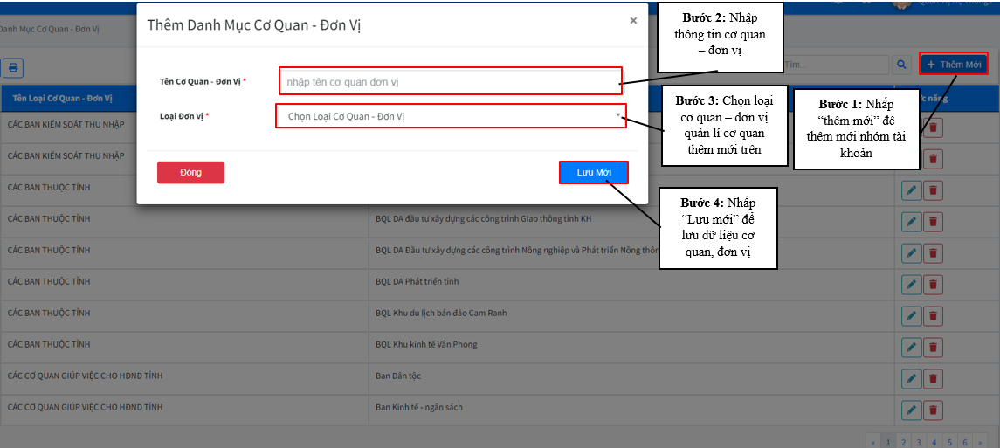 Thêm Danh Mục Cơ Quan - Đơn Vị
×
Bước 2: Nhập
thông tin cơ quan
– đơn vị
Danh Mục Cơ Quan - Đơn Vị
Tên Cơ Quan - Đơn Vị *
nhập tên cơ quan đơn vị
Tìm...
+ Thêm Mới
Loại Đơn vị *
Chọn Loại Cơ Quan - Đơn Vị
Bước 3: Chọn loại
cơ quan – đơn vị
quản lí cơ quan
thêm mới trên
Bước 1: Nhấp
“thêm mới” để
thêm mới nhóm tài
khoản
Đóng
Lưu Mới
Bước 4: Nhấp
“Lưu mới” để
lưu dữ liệu cơ
quan, đơn vị
Tên Loại Cơ Quan - Đơn Vị
năng
CÁC BAN KIỂM SOÁT THU NHẬP
CÁC BAN KIỂM SOÁT THU NHẬP
CÁC BAN THUỘC TỈNH
CÁC BAN THUỘC TỈNH BQL DA đầu tư xây dựng các công trình Giao thông tỉnh KH
CÁC BAN THUỘC TỈNH BQL DA Đầu tư xây dựng các công trình Nông nghiệp và Phát triển Nông thôn
CÁC BAN THUỘC TỈNH BQL DA Phát triển tỉnh
CÁC BAN THUỘC TỈNH BQL Khu du lịch bán đảo Cam Ranh
CÁC BAN THUỘC TỈNH BQL Khu kinh tế Vân Phong
CÁC CƠ QUAN GIÚP VIỆC CHO HĐND TỈNH Ban Dân tộc
CÁC CƠ QUAN GIÚP VIỆC CHO HĐND TỈNH Ban Kinh tế - ngân sách
« 1 2 3 4 5 6 »